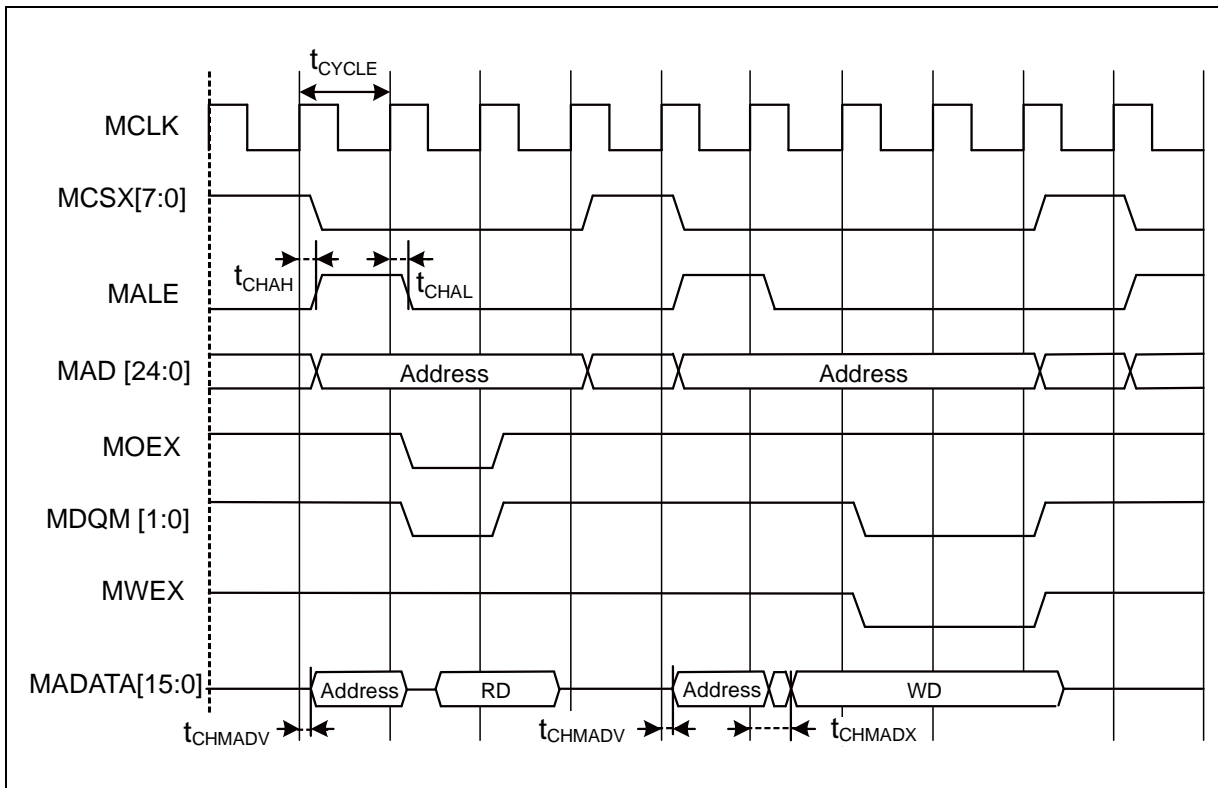 tCYCLE
MCLK
MCSX[7:0]
tCHAH
tCHAL
MALE
MAD [24:0]
Address
Address
MOEX
MDQM [1:0]
MWEX
MADATA[15:0]
Address
RD
Address
WD
tCHMADV
tCHMADV
tCHMADX